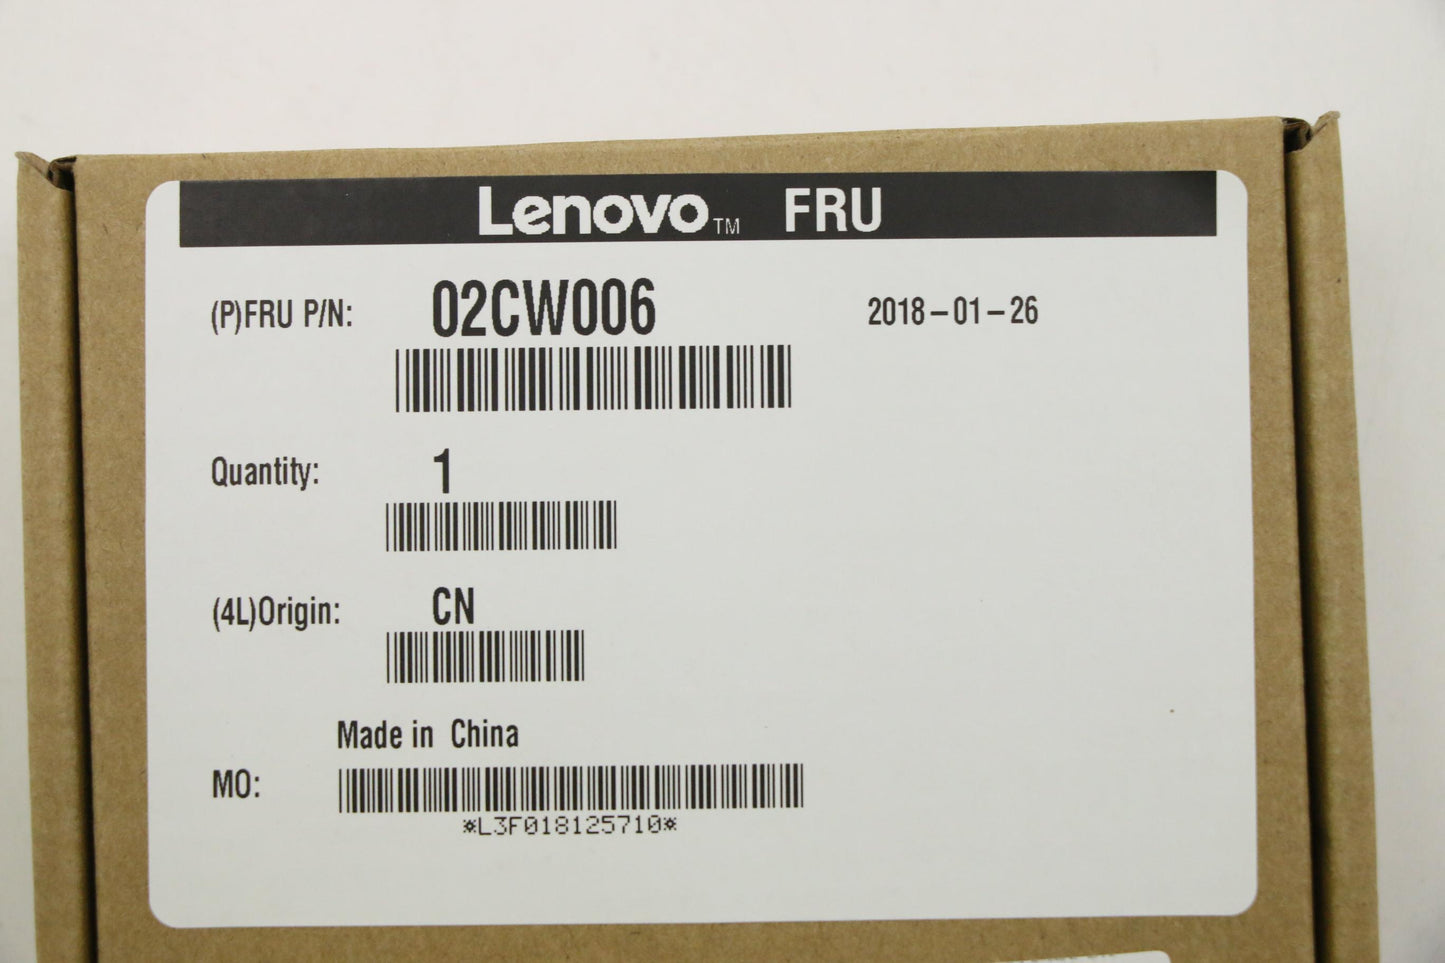 Lenovo™ FRU
(P)FRU P/N: 02CW006 2018-01-26
Quantity: 1
(4L)Origin: CN
Made in China
MO:
*L3F018125710*